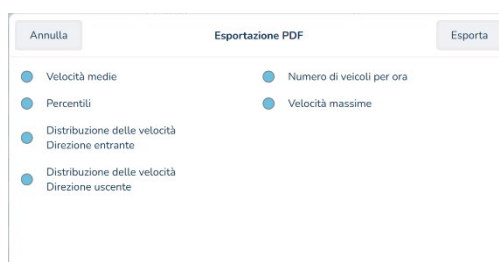 Annulla
Esportazione PDF
Esporta
Velocità medie
Numero di veicoli per ora
Percentili
Velocità massime
Distribuzione delle velocità
Direzione entrante
Distribuzione delle velocità
Direzione uscente